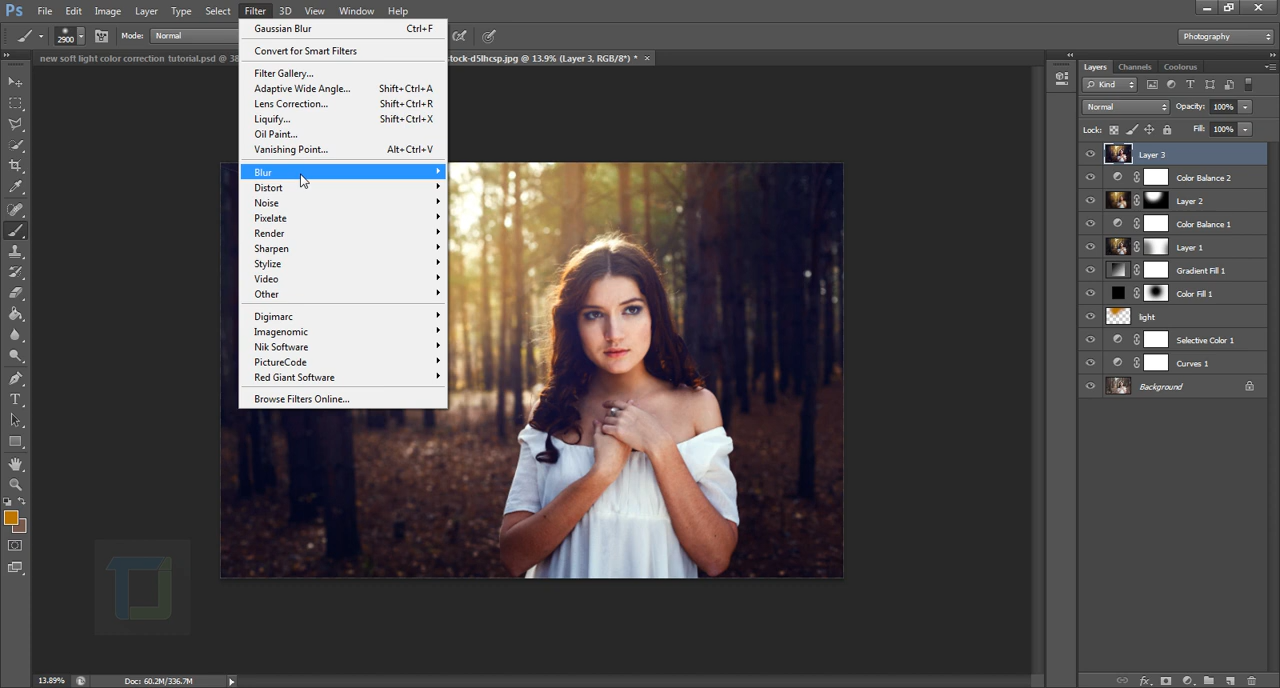 Ps File Edit Image Layer Type Select Filter 3D View Window Help
2900 Mode: Normal
Photography
new soft light color correction tutorial.psd @ 38
stock-d5lhcsp.jpg @ 13.9% (Layer 3, RGB/8*) * ×
Gaussian Blur Ctrl+F
Convert for Smart Filters
Filter Gallery...
Adaptive Wide Angle... Shift+Ctrl+A
Lens Correction... Shift+Ctrl+R
Liquify... Shift+Ctrl+X
Oil Paint...
Vanishing Point... Alt+Ctrl+V
Blur
Distort
Noise
Pixelate
Render
Sharpen
Stylize
Video
Other
Digimarc
Imagenomic
Nik Software
PictureCode
Red Giant Software
Browse Filters Online...
Layers Channels Coolorus
Kind
Normal Opacity: 100%
Lock: Fill: 100%
Layer 3
Color Balance 2
Layer 2
Color Balance 1
Layer 1
Gradient Fill 1
Color Fill 1
light
Selective Color 1
Curves 1
Background
13.89% Doc: 60.2M/336.7M
fx